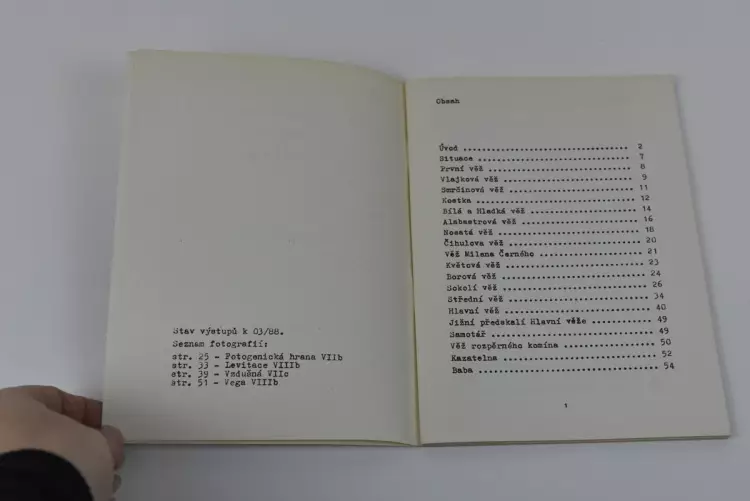 Stav výstupů k 03/88.
Seznam fotografií:
str. 25 - Fotogenická hrana VIIb
str. 33 - Levitace VIIIb
str. 39 - Vzdušná VIIc
str. 51 - Vega VIIIb
Obsah
Úvod ................................ 2
Situace ............................. 7
První věž ........................... 8
Vlajková věž ........................ 9
Smrčinová věž ....................... 11
Kostka .............................. 12
Bílá a Hladká věž ................... 14
Alabastrová věž ..................... 16
Nosatá věž .......................... 18
Čihulova věž ........................ 20
Věž Milana Černého .................. 21
Květová věž ......................... 23
Borová věž .......................... 24
Sokolí věž .......................... 26
Střední věž ......................... 34
Hlavní věž .......................... 40
Jižní předskalí Hlavní věže ......... 49
Samotář ............................. 49
Věž rozpěrného komína ............... 50
Kazatelna ........................... 52
Baba ................................ 54
1